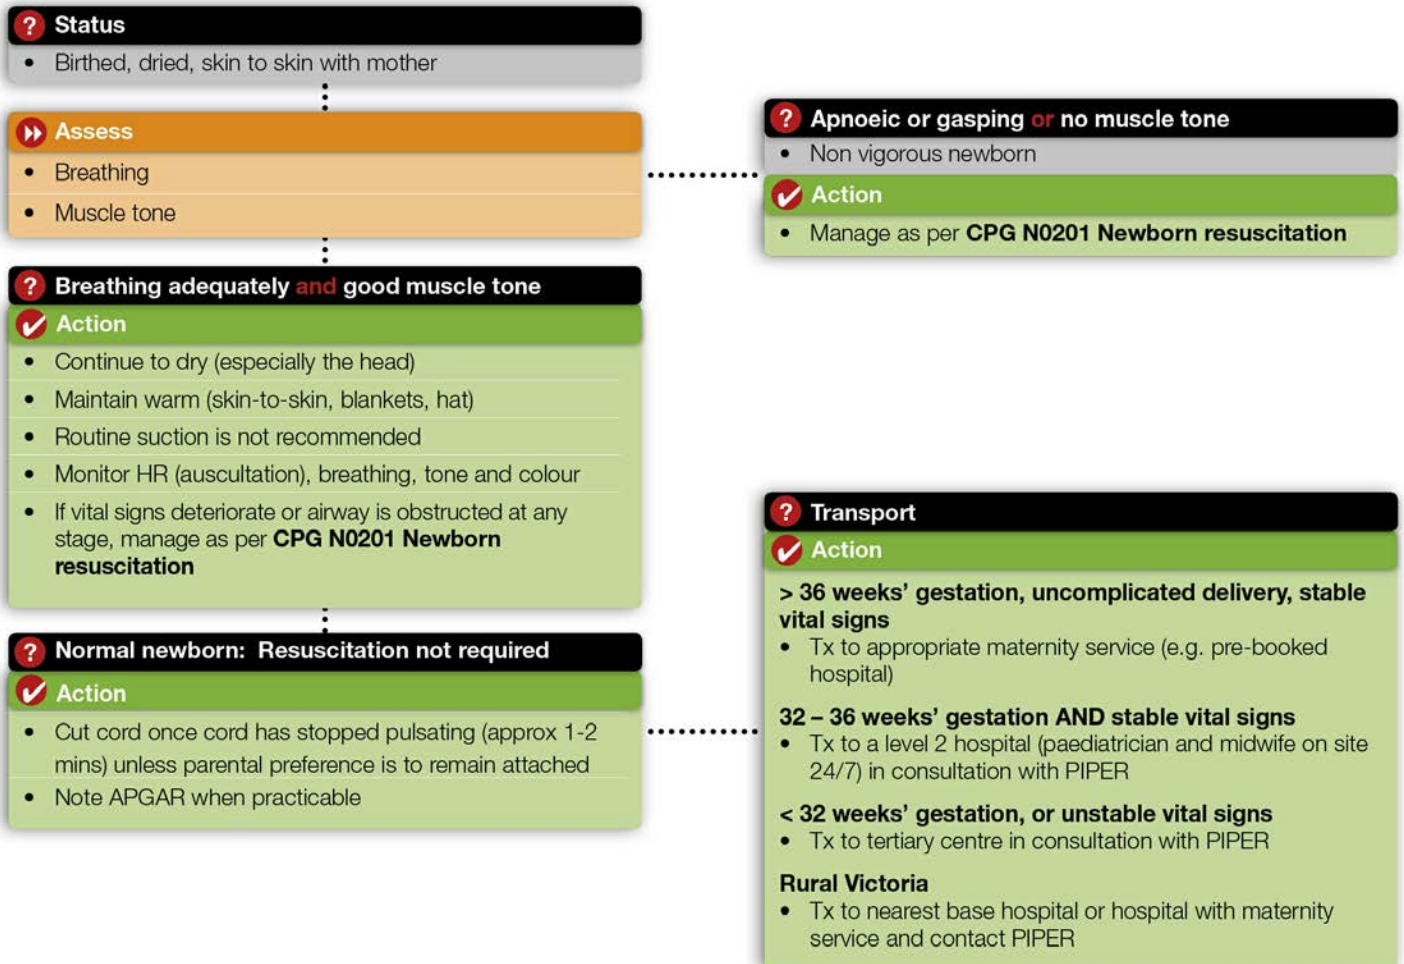 Status
• Birthed, dried, skin to skin with mother
Assess
• Breathing
• Muscle tone
Apnoeic or gasping or no muscle tone
• Non vigorous newborn
Action
• Manage as per CPG N0201 Newborn resuscitation
Breathing adequately and good muscle tone
Action
• Continue to dry (especially the head)
• Maintain warm (skin-to-skin, blankets, hat)
• Routine suction is not recommended
• Monitor HR (auscultation), breathing, tone and colour
• If vital signs deteriorate or airway is obstructed at any
stage, manage as per CPG N0201 Newborn
resuscitation
Normal newborn: Resuscitation not required
Action
• Cut cord once cord has stopped pulsating (approx 1-2
mins) unless parental preference is to remain attached
• Note APGAR when practicable
Transport
Action
> 36 weeks’ gestation, uncomplicated delivery, stable
vital signs
• Tx to appropriate maternity service (e.g. pre-booked
hospital)
32 – 36 weeks’ gestation AND stable vital signs
• Tx to a level 2 hospital (paediatrician and midwife on site
24/7) in consultation with PIPER
< 32 weeks’ gestation, or unstable vital signs
• Tx to tertiary centre in consultation with PIPER
Rural Victoria
• Tx to nearest base hospital or hospital with maternity
service and contact PIPER